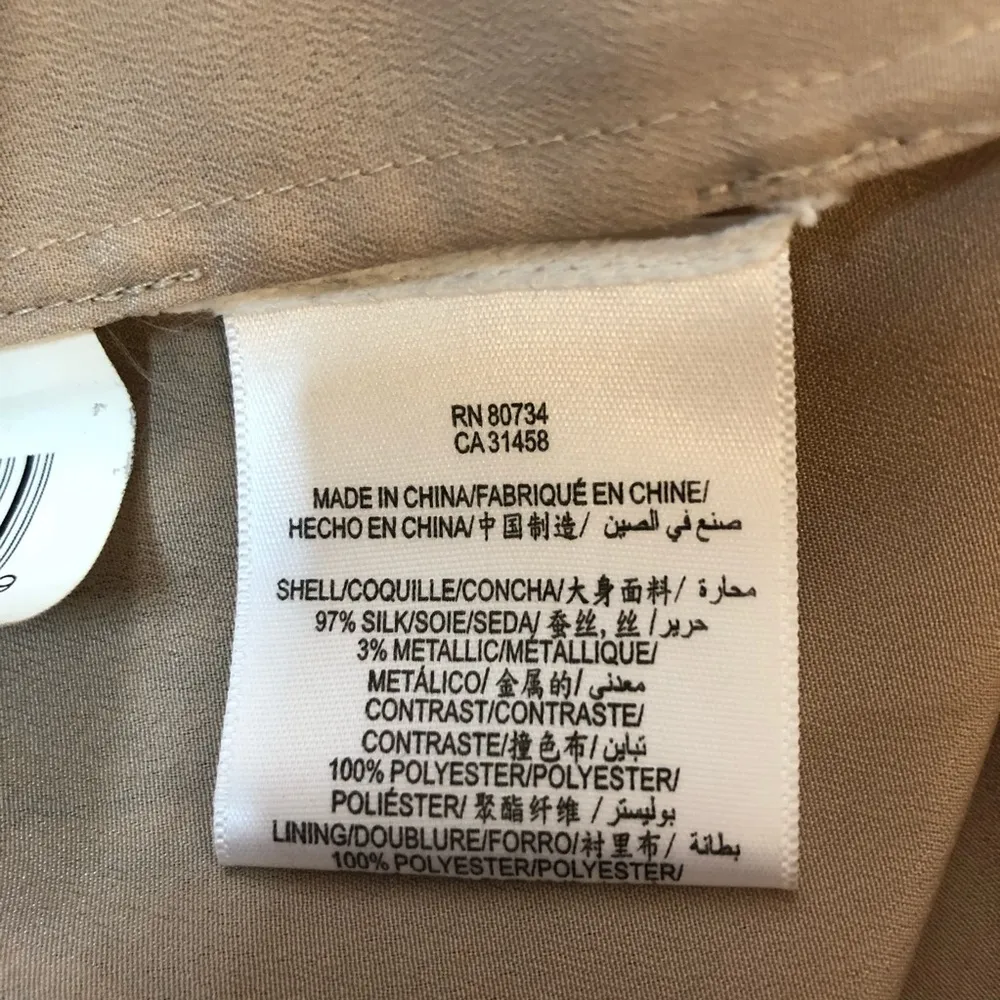 RN 80734
CA 31458
MADE IN CHINA/FABRIQUÉ EN CHINE/
HECHO EN CHINA/中国制造/ صنع في الصين
SHELL/COQUILLE/CONCHA/大身面料/ محارة
97% SILK/SOIE/SEDA/ 蚕丝, 丝 /حرير
3% METALLIC/MÉTALLIQUE/
METÁLICO/ 金属的/ معدني
CONTRAST/CONTRASTE/
CONTRASTE/撞色布/ تباين
100% POLYESTER/POLYESTER/
POLIÉSTER/ 聚酯纤维 / بوليستر
LINING/DOUBLURE/FORRO/衬里布/ بطانة
100% POLYESTER/POLYESTER/